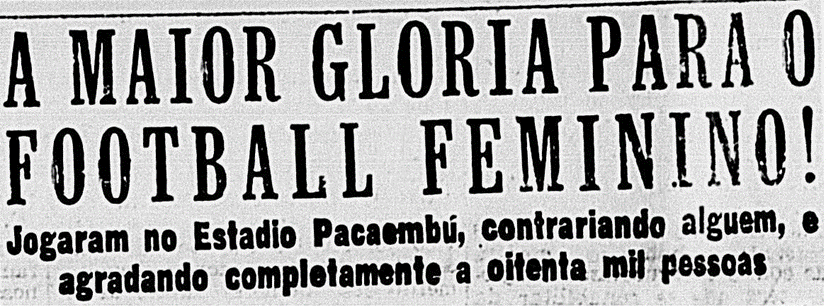 A MAIOR GLORIA PARA O
FOOTBALL FEMININO!
Jogaram no Estadio Pacaembú, contrariando alguem, e
agradando completamente a oitenta mil pessoas